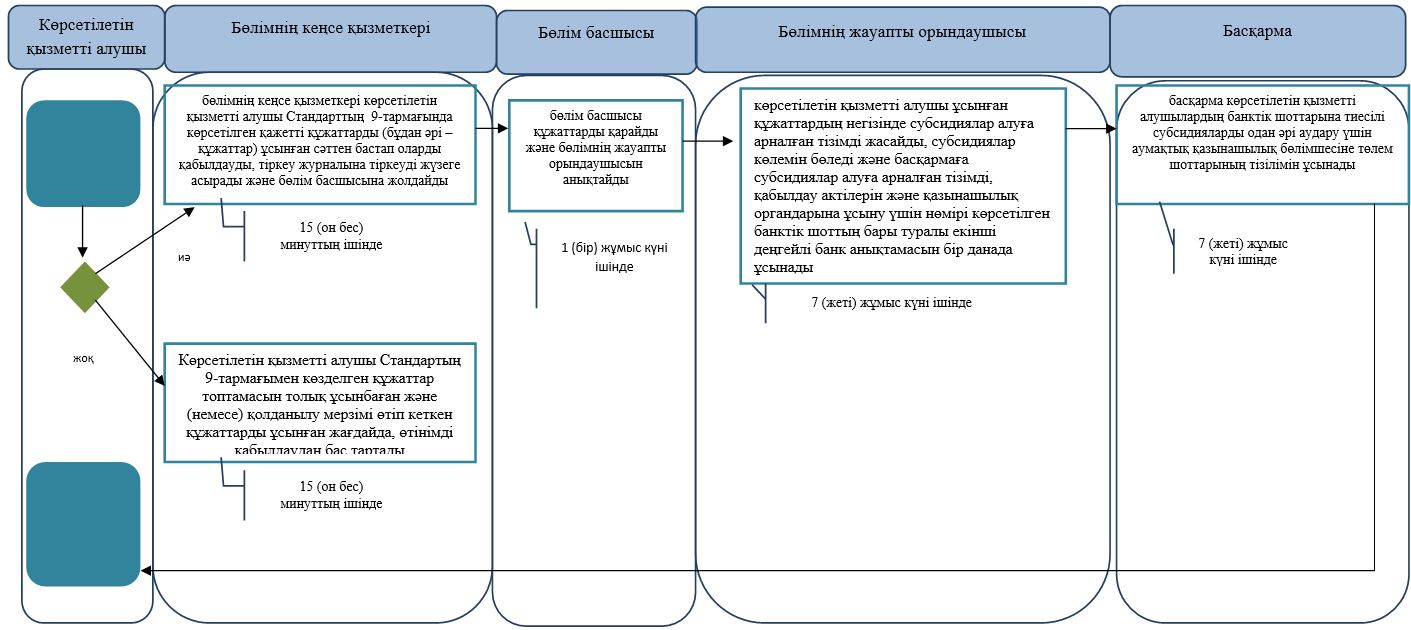 Көрсетілетін
қызметті алушы
Бөлімнің кеңсе қызметкері
Бөлім басшысы
Бөлімнің жауапты орындаушысы
Басқарма
бөлімнің кеңсе қызметкері көрсетілетін
қызметті алушы Стандарттың 9-тармағында
көрсетілген қажетті құжаттарды (бұдан әрі –
құжаттар) ұсынған сәттен бастап оларды
қабылдауды, тіркеу журналына тіркеуді жүзеге
асырады және бөлім басшысына жолдайды
15 (он бес)
минуттың ішінде
бөлім басшысы
құжаттарды қарайды
және бөлімнің жауапты
орындаушысын
анықтайды
1 (бір) жұмыс күні
ішінде
көрсетілетін қызметті алушы ұсынған
құжаттардың негізінде субсидиялар алуға
арналған тізімді жасайды, субсидиялар
көлемін бөледі және басқармаға
субсидиялар алуға арналған тізімді,
қабылдау актілерін және қазынашылық
органдарына ұсыну үшін нөмірі көрсетілген
банктік шоттың бары туралы екінші
деңгейлі банк анықтамасын бір данада
ұсынады
7 (жеті) жұмыс күні ішінде
басқарма көрсетілетін қызметті
алушылардың банктік шоттарына тиесілі
субсидияларды одан әрі аудару үшін
аумақтық қазынашылық бөлімшесіне төлем
шоттарының тізілімін ұсынады
7 (жеті) жұмыс
күні ішінде
иә
жоқ
Көрсетілетін қызметті алушы Стандартың
9-тармағымен көзделген құжаттар
топтамасын толық ұсынбаған және
(немесе) қолданылу мерзімі өтіп кеткен
құжаттарды ұсынған жағдайда, өтінімді
қабылдаудан бас тартады
15 (он бес)
минуттың ішінде